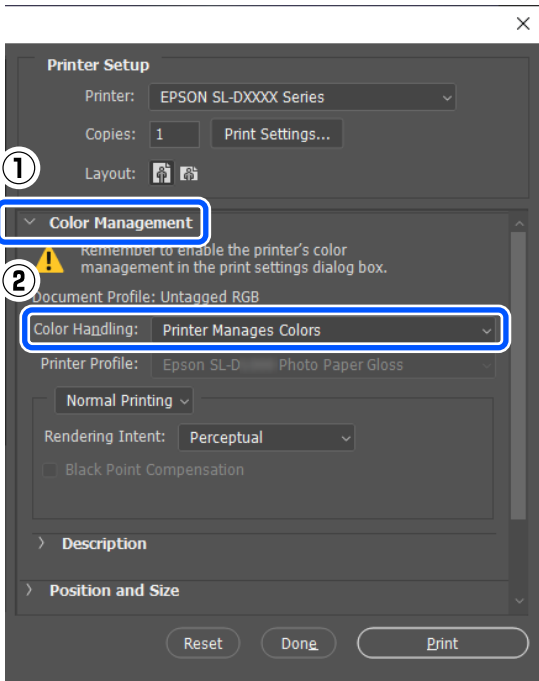 Printer Setup
Printer: EPSON SL-DXXXX Series
Copies: 1 Print Settings...
Layout:
①
Color Management
Remember to enable the printer's color
management in the print settings dialog box.
②
Document Profile: Untagged RGB
Color Handling: Printer Manages Colors
Printer Profile: Epson SL-D Photo Paper Gloss
Normal Printing
Rendering Intent: Perceptual
Black Point Compensation
Description
Position and Size
Reset Done Print